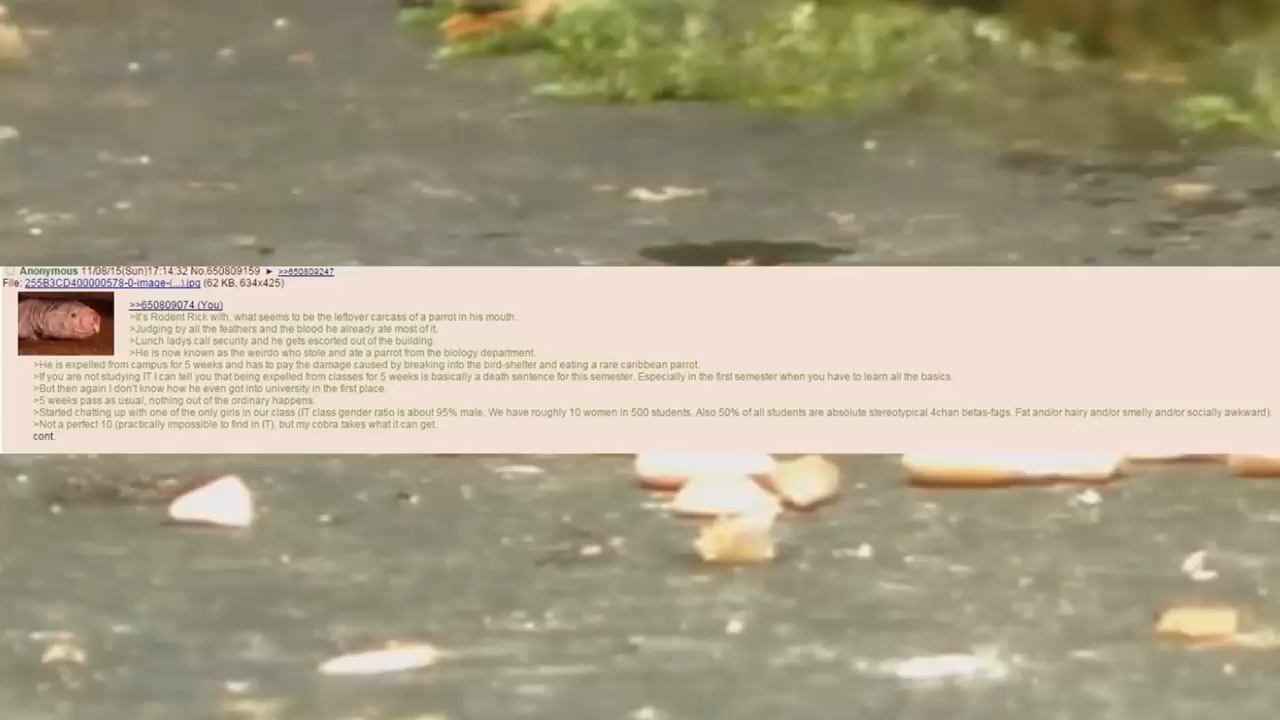 Anonymous 11/08/15(Sun)17:14:32 No.650809159 ► >>650809247
File: 255B3CD400000578-0-image-(...).jpg (62 KB, 634x425)
>>650809074 (You)
>It's Rodent Rick with, what seems to be the leftover carcass of a parrot in his mouth.
>Judging by all the feathers and the blood he already ate most of it.
>Lunch ladys call security and he gets escorted out of the building.
>He is now known as the weirdo who stole and ate a parrot from the biology department.
>He is expelled from campus for 5 weeks and has to pay the damage caused by breaking into the bird-shelter and eating a rare caribbean parrot.
>If you are not studying IT I can tell you that being expelled from classes for 5 weeks is basically a death sentence for this semester. Especially in the first semester when you have to learn all the basics.
>But then again I don't know how he even got into university in the first place.
>5 weeks pass as usual, nothing out of the ordinary happens.
>Started chatting up with one of the only girls in our class (IT class gender ratio is about 95% male. We have roughly 10 women in 500 students. Also 50% of all students are absolute stereotypical 4chan betas-fags. Fat and/or hairy and/or smelly and/or socially awkward).
>Not a perfect 10 (practically impossible to find in IT), but my cobra takes what it can get.
cont.